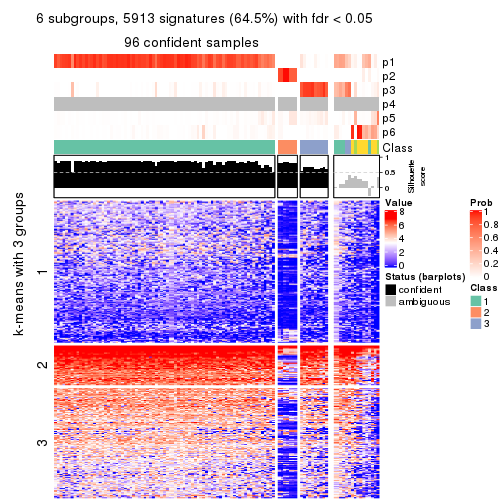 6 subgroups, 5913 signatures (64.5%) with fdr < 0.05
96 confident samples
p1
p2
p3
p4
p5
p6
Class
1
0.5
0
Silhouette
score
k-means with 3 groups
1
2
3
Value
8
6
4
2
0
Status (barplots)
confident
ambiguous
Prob
1
0.8
0.6
0.4
0.2
0
Class
1
2
3